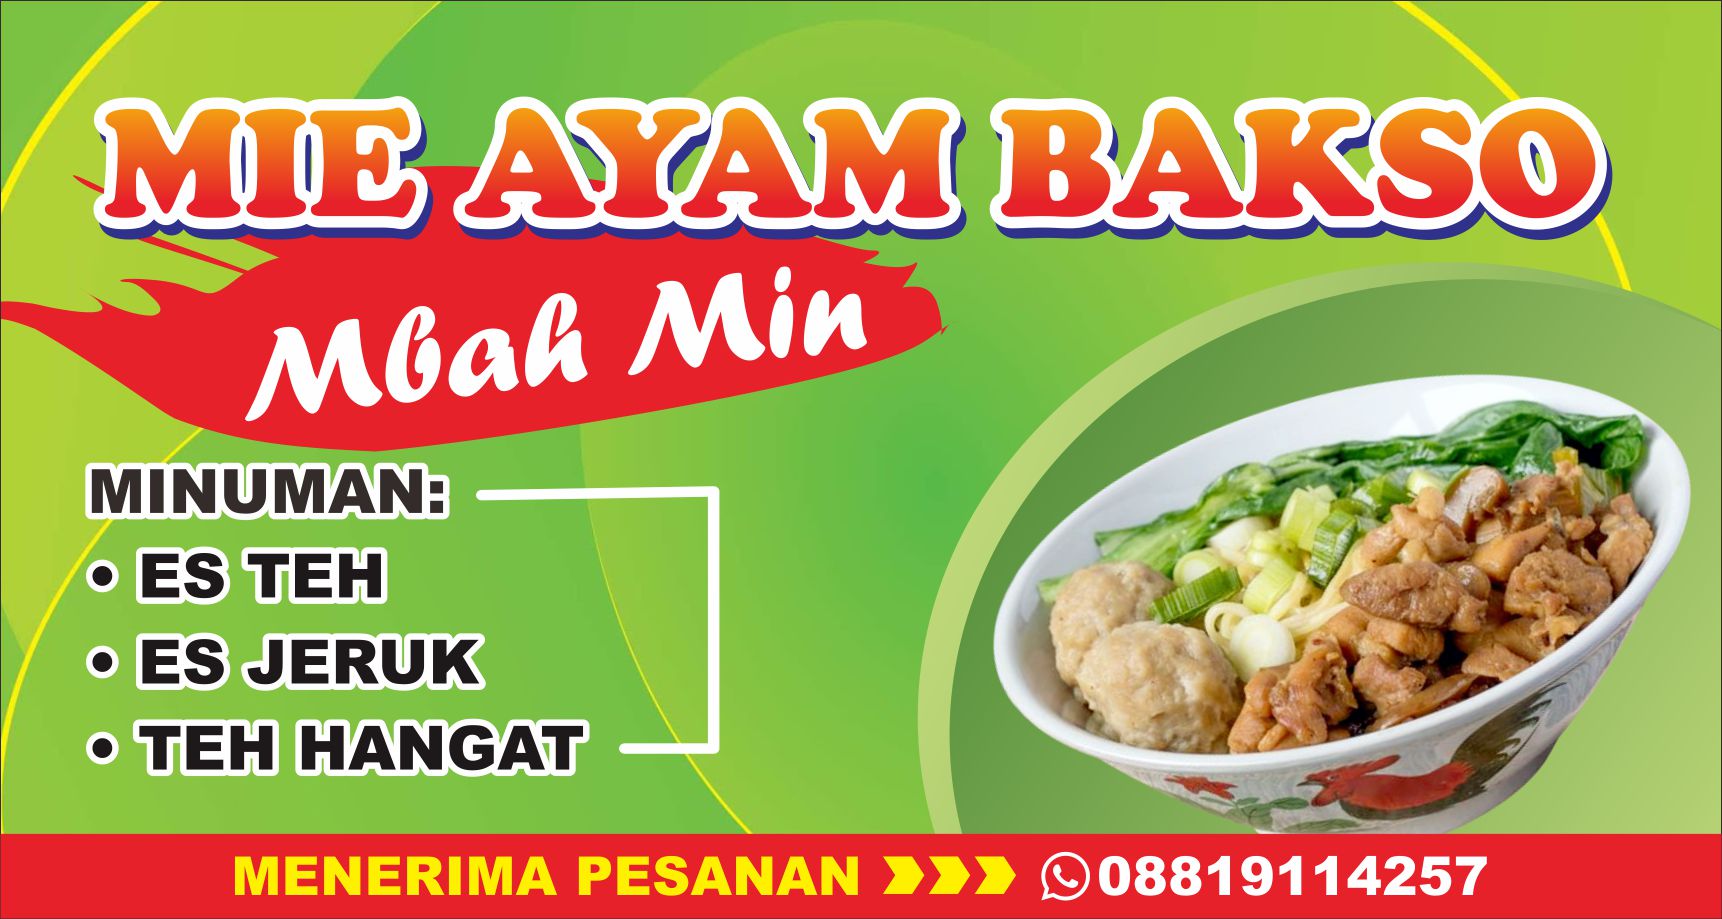 MIE AYAM BAKSO
Mbah Min
MINUMAN:
• ES TEH
• ES JERUK
• TEH HANGAT
MENERIMA PESANAN 08819114257